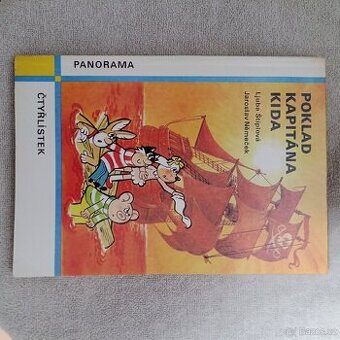 PANORAMA
ČTYŘLÍSTEK
POKLAD
KAPITÁNA
KIDA
Ljuba Štíplová
Jaroslav Němeček